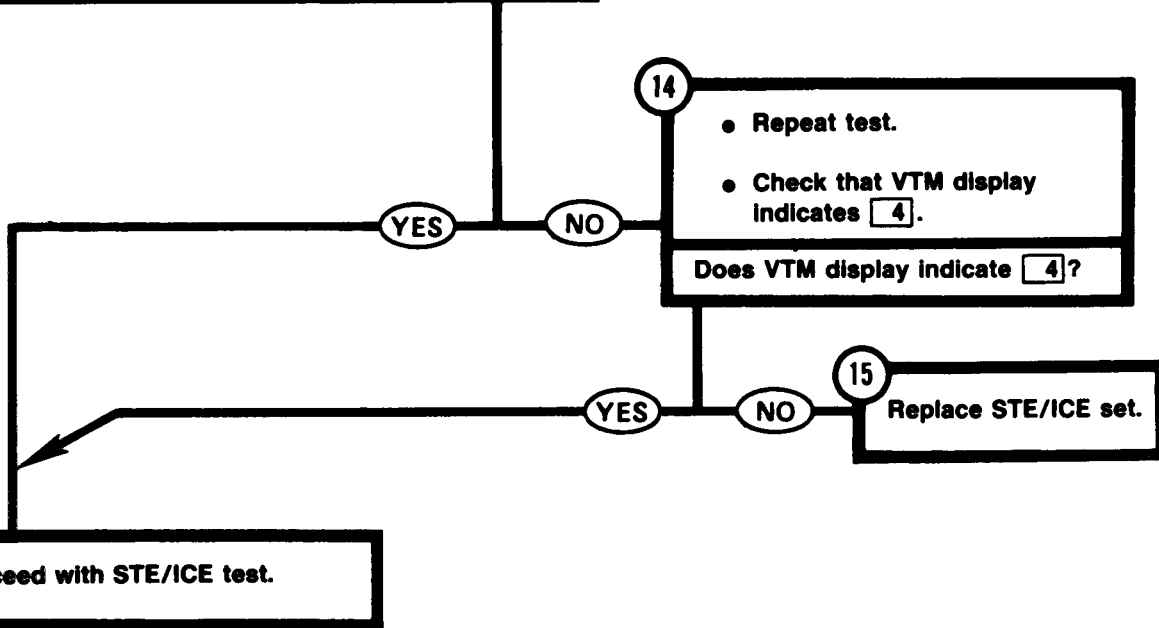 14
● Repeat test.
● Check that VTM display
indicates 4.
YES
NO
Does VTM display indicate 4?
15
YES
NO
Replace STE/ICE set.
with STE/ICE test.